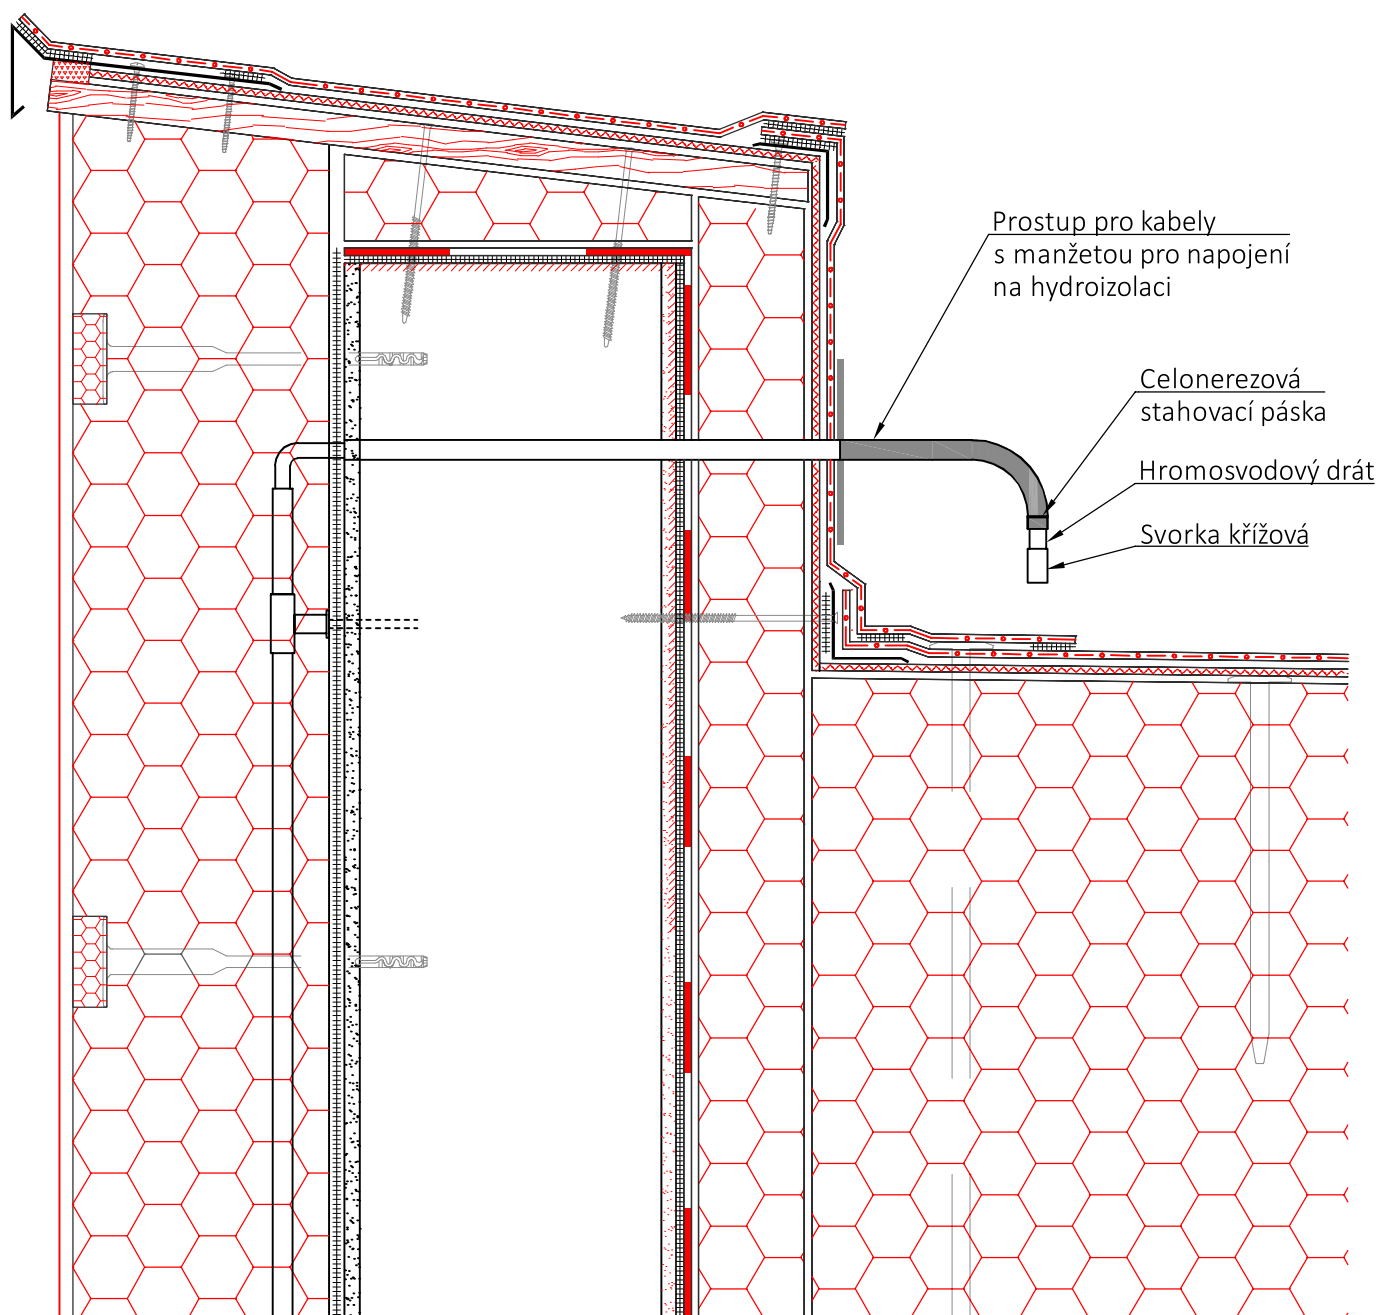 Prostup pro kabely
s manžetou pro napojení
na hydroizolaci
Celonerezová
stahovací páska
Hromosvodový drát
Svorka křížová